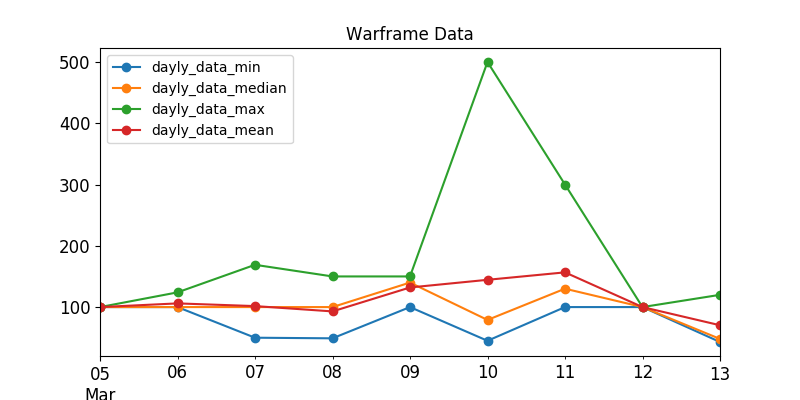 Warframe Data
dayly_data_min
dayly_data_median
dayly_data_max
dayly_data_mean
500
400
300
200
100
05 06 07 08 09 10 11 12 13
Mar